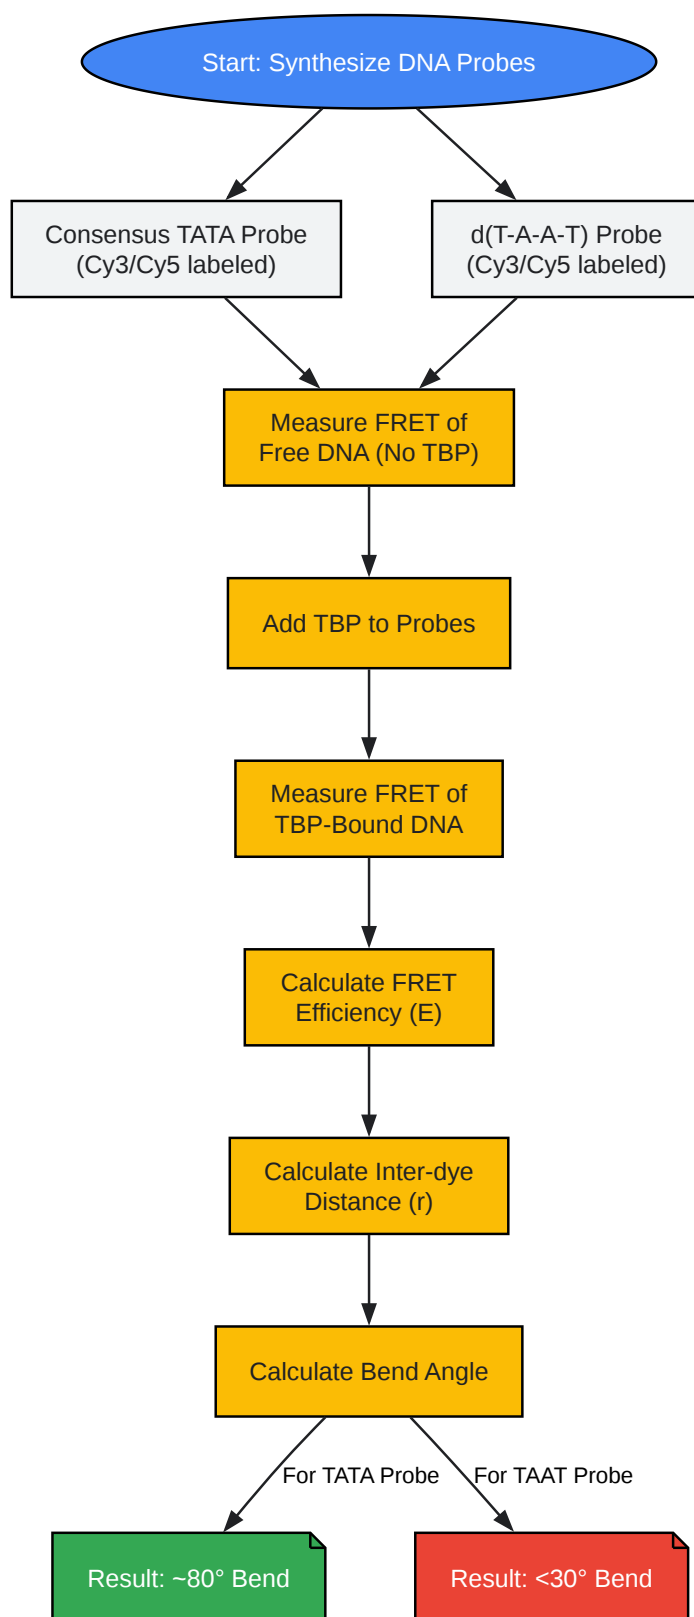 Start: Synthesize DNA Probes
Consensus TATA Probe
(Cy3/Cy5 labeled)
d(T-A-A-T) Probe
(Cy3/Cy5 labeled)
Measure FRET of
Free DNA (No TBP)
Add TBP to Probes
Measure FRET of
TBP-Bound DNA
Calculate FRET
Efficiency (E)
Calculate Inter-dye
Distance (r)
Calculate Bend Angle
For TATA Probe
For TAAT Probe
Result: ~80° Bend
Result: <30° Bend